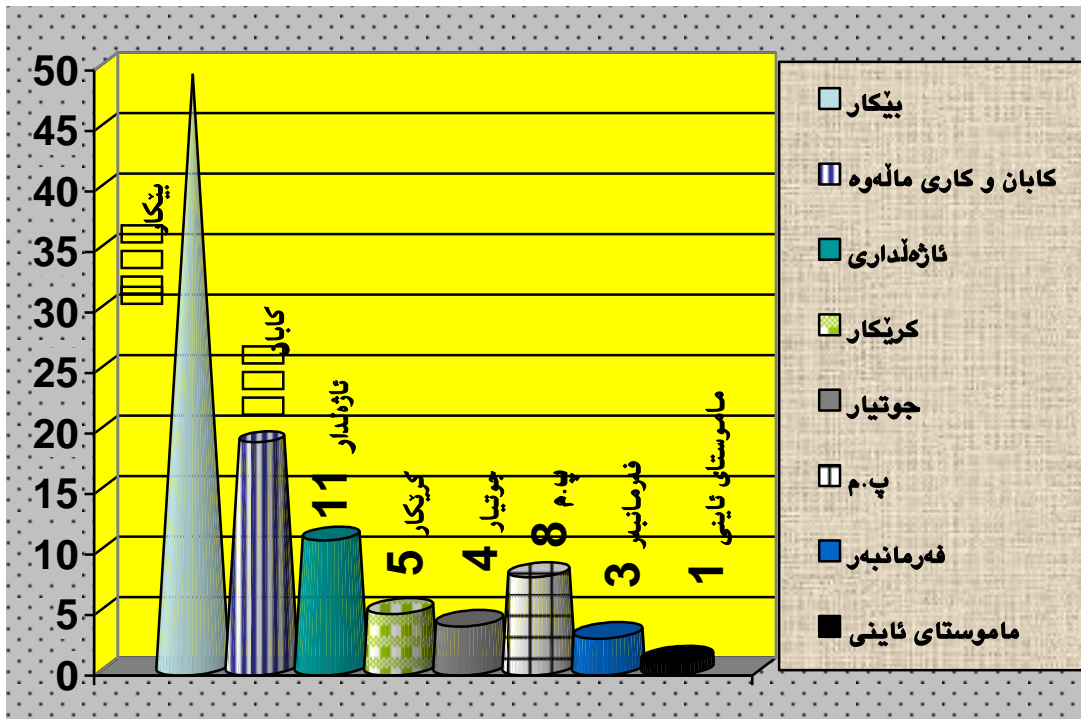 50
45
40
35
30
25
20
15
10
5
0
بێکار
کابان
ئاژەڵدار
11
کرێکار
5
جوتیار
4
پ.م
8
فەرمانبەر
3
ماموستای ئاینی
1
بێکار
کابان و کاری ماڵەوە
ئاژەڵداری
کرێکار
جوتیار
پ.م
فەرمانبەر
ماموستای ئاینی